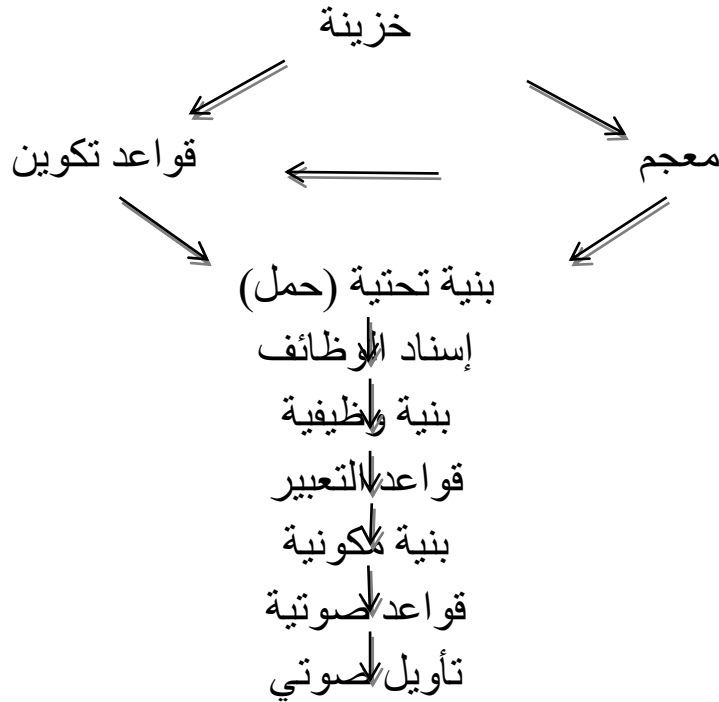 خزينة
معجم
قواعد تكوين
بنية تحتية (حمل)
إسناد الوظائف
بنية وظيفية
قواعد التعبير
بنية مكونية
قواعد صوتية
تأويل صوتي